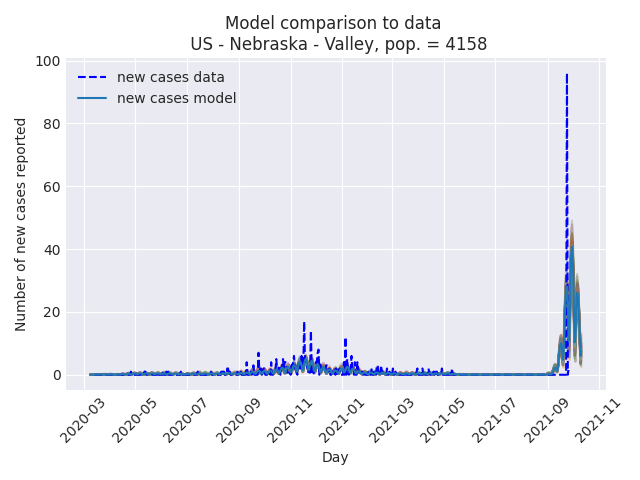 Model comparison to data
US - Nebraska - Valley, pop. = 4158
new cases data
new cases model
Number of new cases reported
100
80
60
40
20
0
2020-03
2020-05
2020-07
2020-09
2020-11
2021-01
2021-03
2021-05
2021-07
2021-09
2021-11
Day